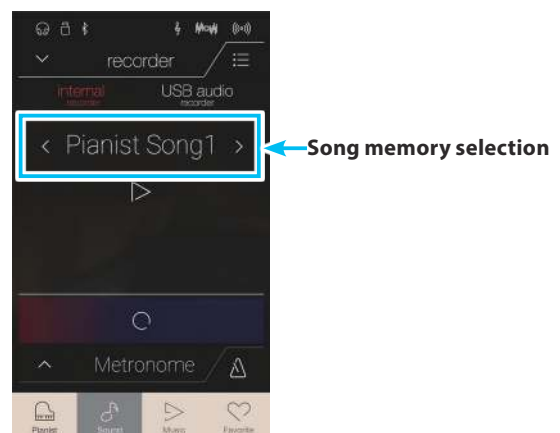 recorder
internal USB audio
recorder recorder
Pianist Song1
Song memory selection
Metronome
Pianist Sound Music Favorite